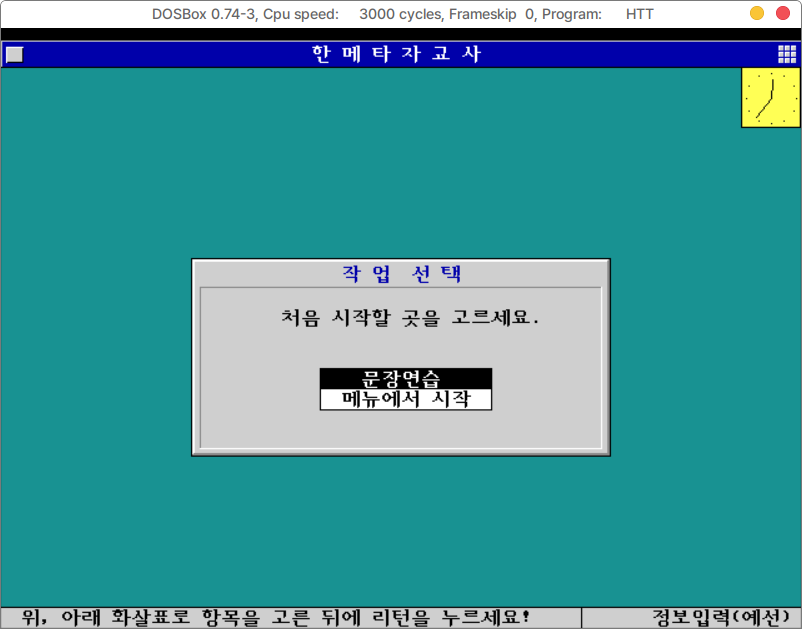 DOSBox 0.74-3, Cpu speed: 3000 cycles, Frameskip 0, Program: HTT
한메타자교사
작업 선택
처음 시작할 곳을 고르세요.
문장연습
메뉴에서 시작
위, 아래 화살표로 항목을 고른 뒤에 리턴을 누르세요!
정보입력(예선)